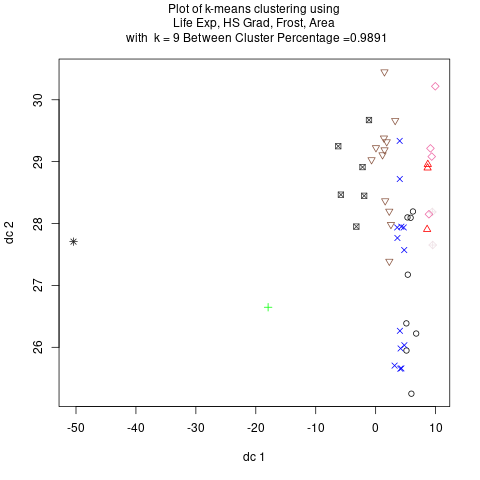 Plot of k-means clustering using
Life Exp, HS Grad, Frost, Area
with k = 9 Between Cluster Percentage =0.9891
30
29
28
27
26
dc 2
-50 -40 -30 -20 -10 0 10
dc 1